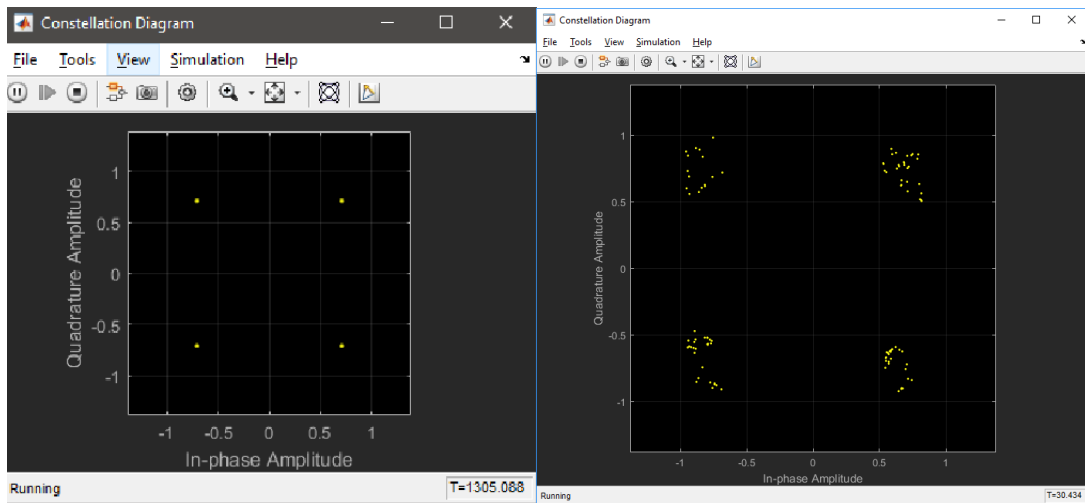 Constellation Diagram
File Tools View Simulation Help
1
0.5
0
-0.5
-1
Quadrature Amplitude
-1 -0.5 0 0.5 1
In-phase Amplitude
Running T=1305.088
Constellation Diagram
File Tools View Simulation Help
1
0.5
0
-0.5
-1
Quadrature Amplitude
-1 -0.5 0 0.5 1
In-phase Amplitude
Running T=30.434